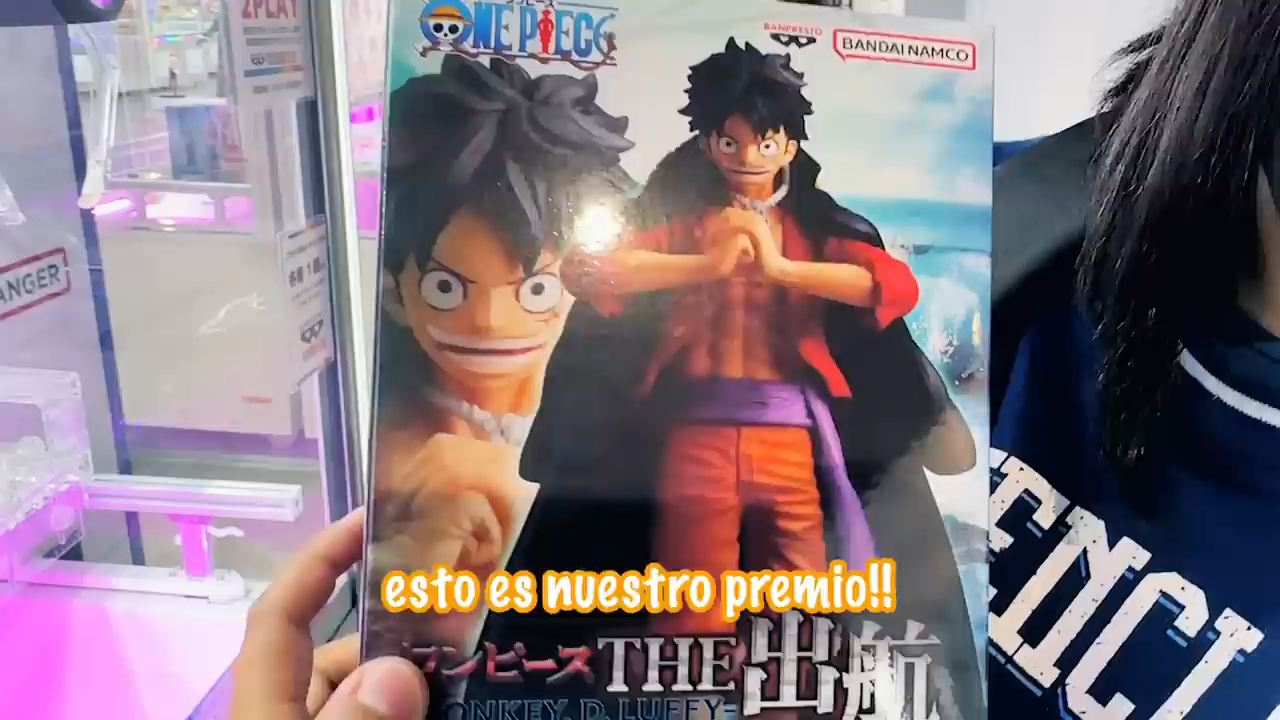 2PLAY
ONE PIECE
BANPRESTO
BANDAI NAMCO
ANGER
esto es nuestro premio!!
ワンピース THE 出航
ONKEY. D. LUFFY